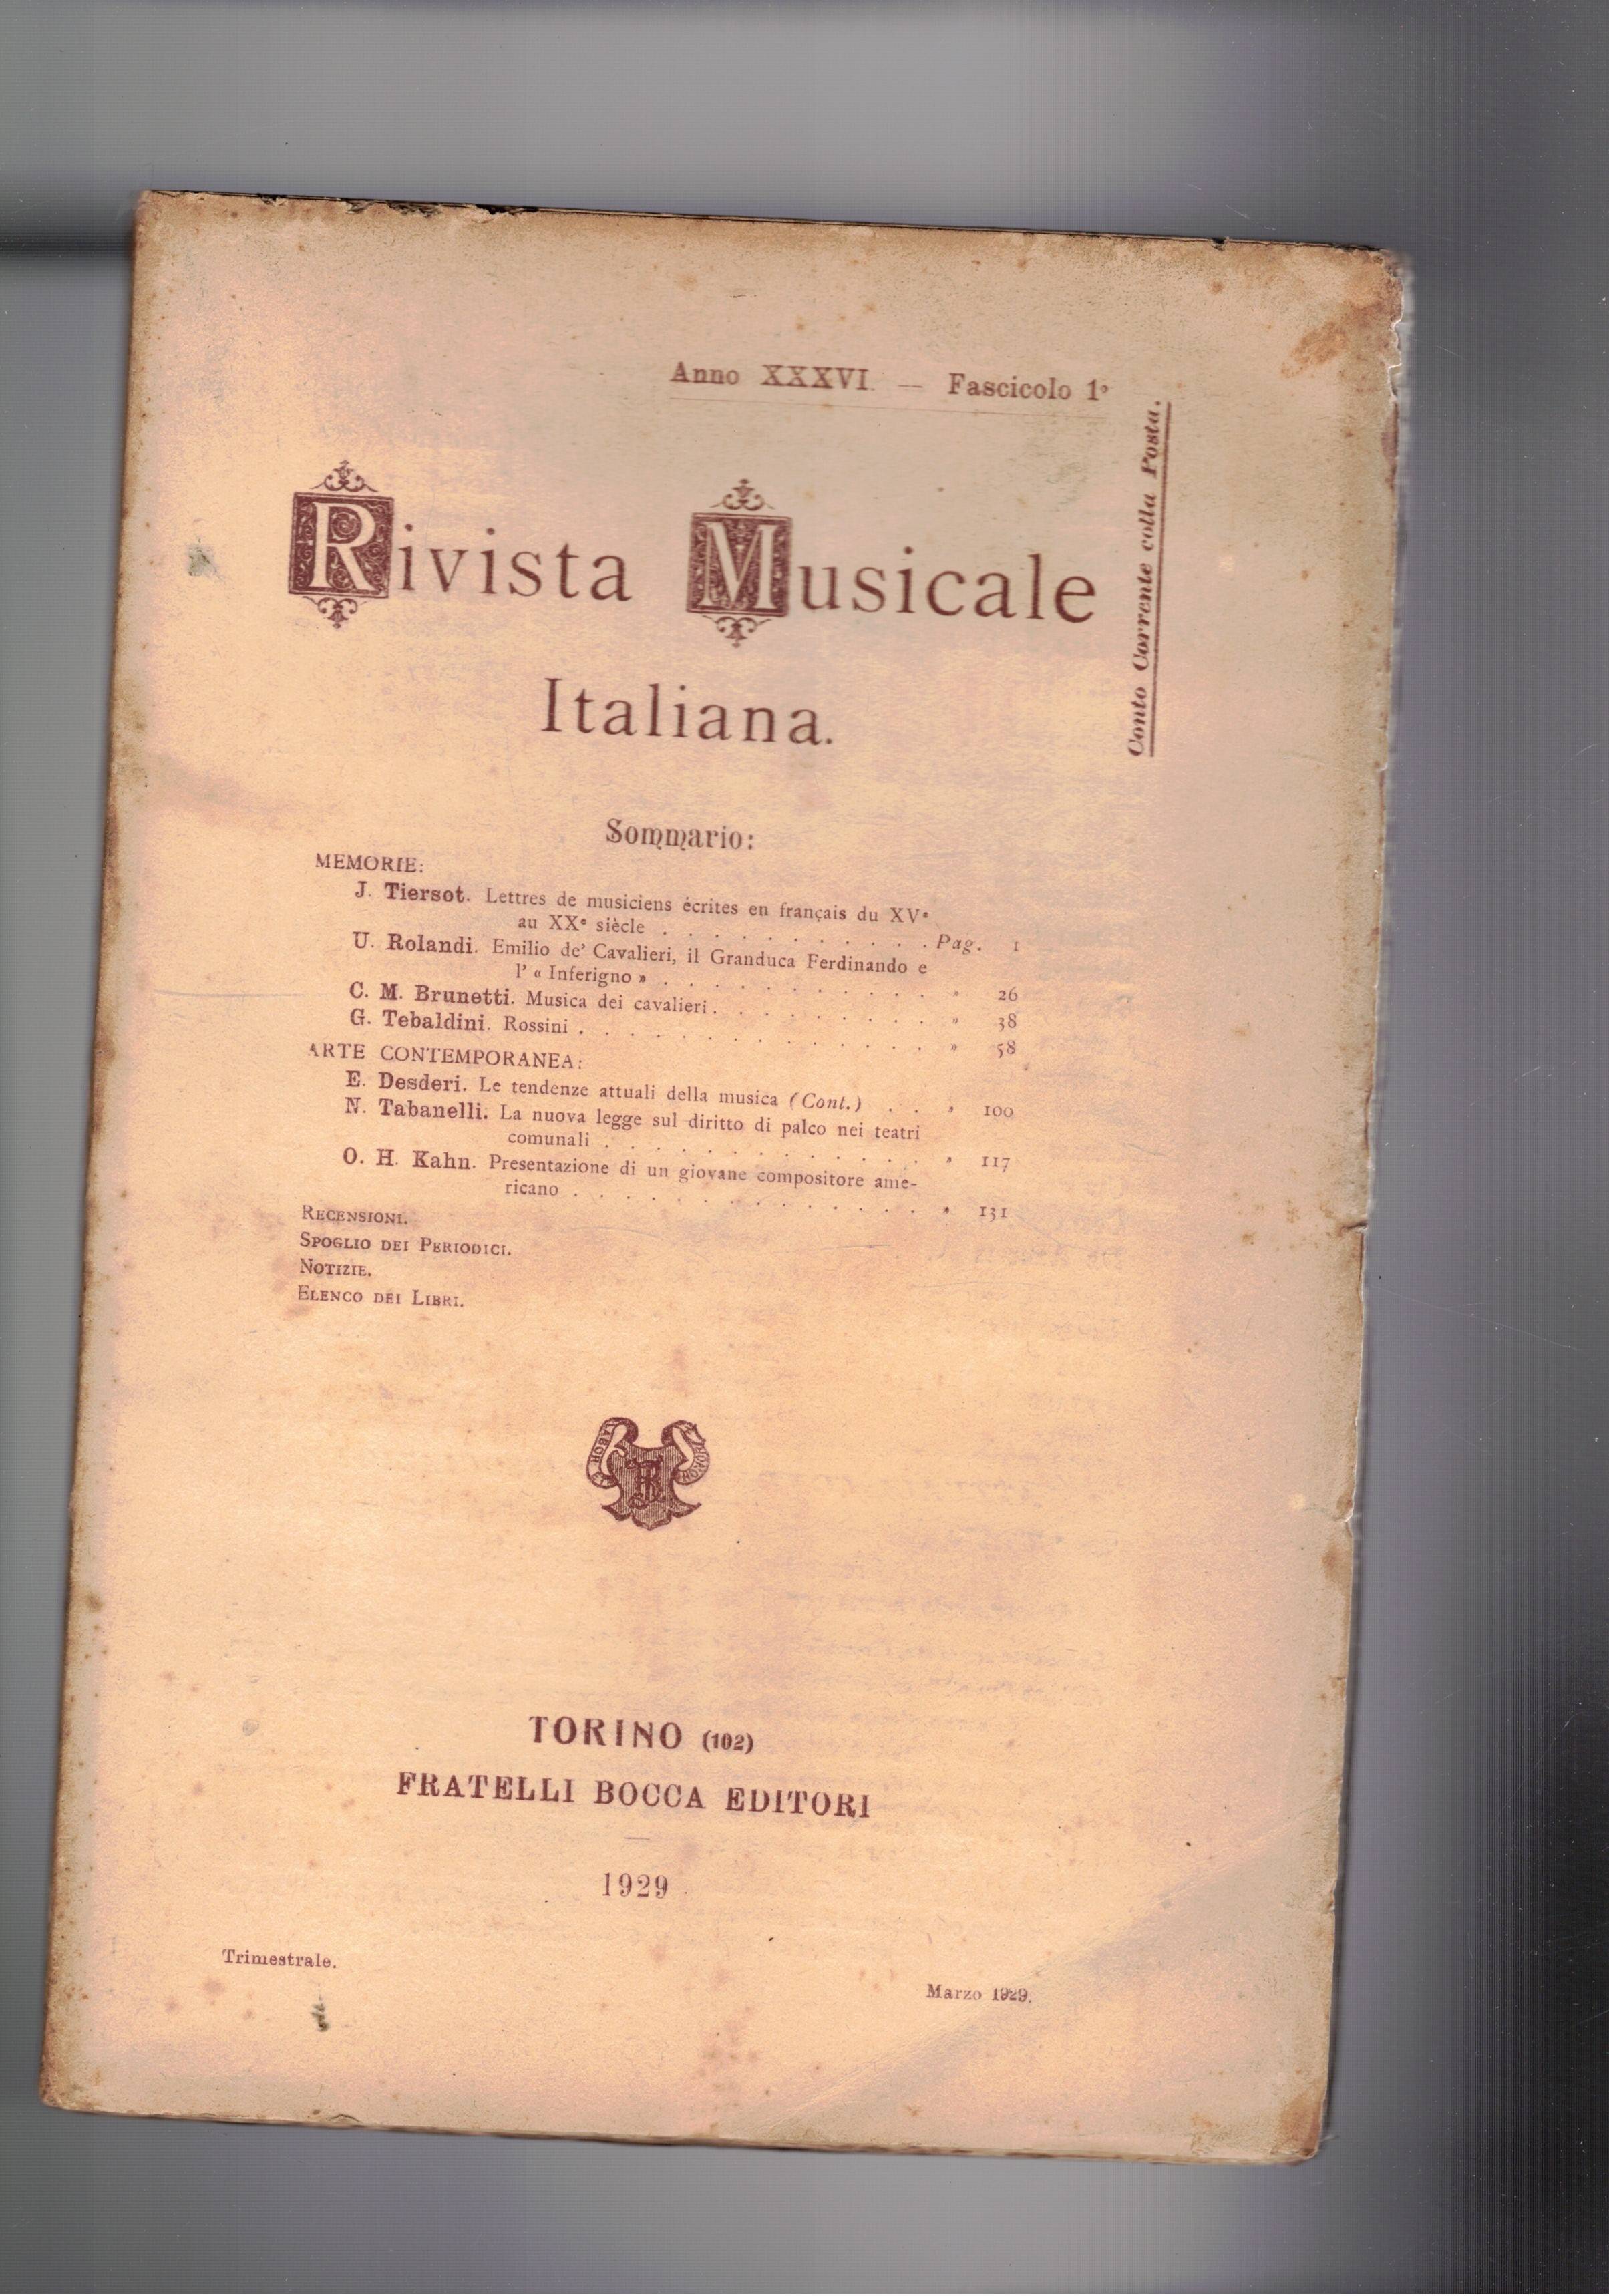 Anno XXXVI. — Fascicolo 1°
Conto Corrente colla Posta.
Rivista Musicale
Italiana.
Sommario:
MEMORIE:
J. Tiersot. Lettres de musiciens écrites en français du XVe
au XXe siècle . . . . . . . . . . . Pag. 1
U. Rolandi. Emilio de' Cavalieri, il Granduca Ferdinando e
l' « Inferigno » . . . . . . . . . . . » 26
C. M. Brunetti. Musica dei cavalieri . . . . . . . . . » 38
G. Tebaldini. Rossini . . . . . . . . . . . . . . » 58
ARTE CONTEMPORANEA:
E. Desderi. Le tendenze attuali della musica (Cont.) . . » 100
N. Tabanelli. La nuova legge sul diritto di palco nei teatri
comunali . . . . . . . . . . . . . » 117
O. H. Kahn. Presentazione di un giovane compositore ame-
ricano . . . . . . . . . . . . . . » 131
RECENSIONI.
SPOGLIO DEI PERIODICI.
NOTIZIE.
ELENCO DEI LIBRI.
TORINO (102)
FRATELLI BOCCA EDITORI
1929
Trimestrale.
Marzo 1929.